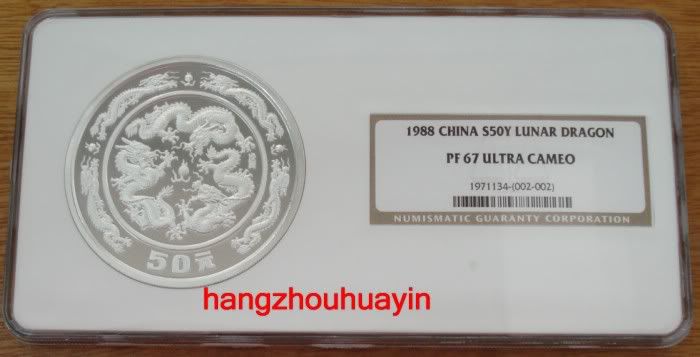 50元
1988 CHINA S50Y LUNAR DRAGON
PF 67 ULTRA CAMEO
1971134-(002-002)
NUMISMATIC GUARANTY CORPORATION
hangzhouhuayin